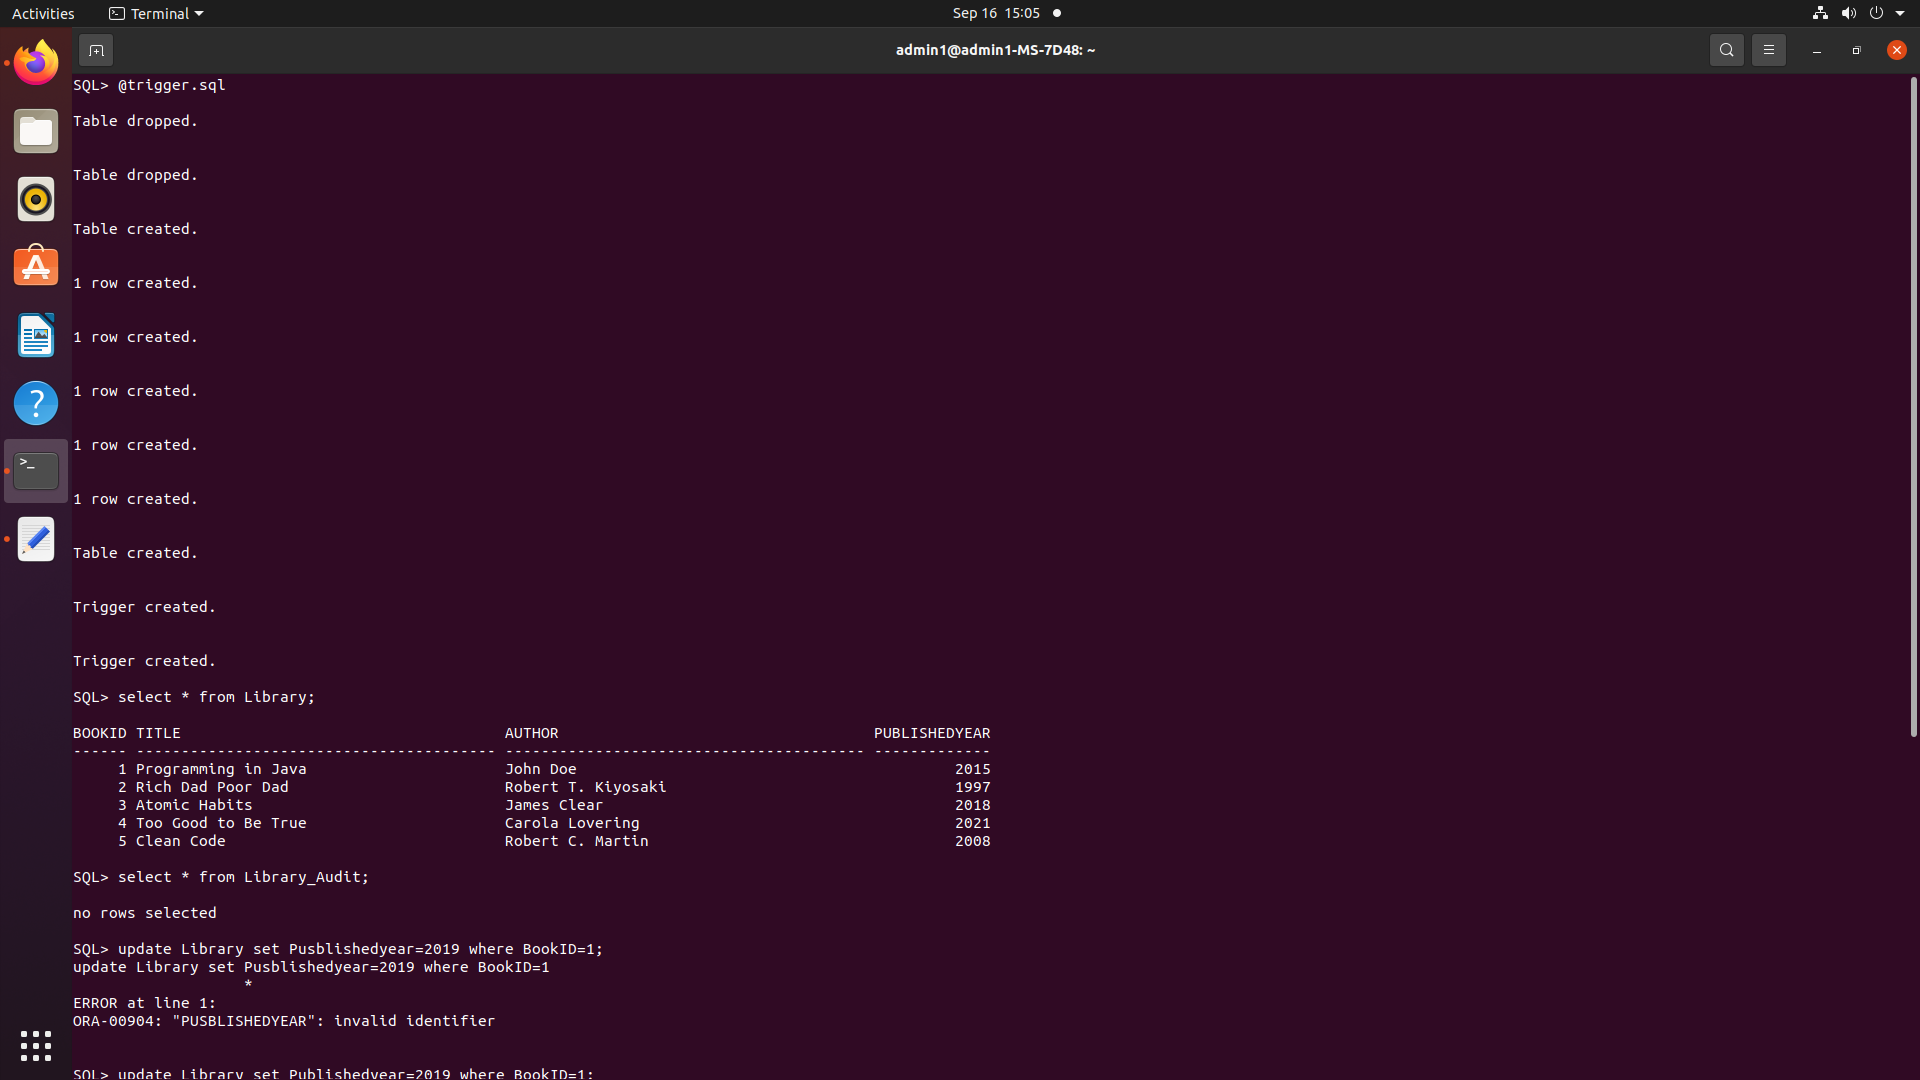 Activities Terminal Sep 16 15:05
admin1@admin1-MS-7D48: ~
SQL> @trigger.sql
Table dropped.
Table dropped.
Table created.
1 row created.
1 row created.
1 row created.
1 row created.
1 row created.
Table created.
Trigger created.
Trigger created.
SQL> select * from Library;
BOOKID TITLE                                    AUTHOR                                   PUBLISHEDYEAR
------ ---------------------------------------- ---------------------------------------- -------------
     1 Programming in Java                      John Doe                                          2015
     2 Rich Dad Poor Dad                        Robert T. Kiyosaki                                1997
     3 Atomic Habits                            James Clear                                       2018
     4 Too Good to Be True                      Carola Lovering                                   2021
     5 Clean Code                               Robert C. Martin                                  2008
SQL> select * from Library_Audit;
no rows selected
SQL> update Library set Pusblishedyear=2019 where BookID=1;
update Library set Pusblishedyear=2019 where BookID=1
                   *
ERROR at line 1:
ORA-00904: "PUSBLISHEDYEAR": invalid identifier
SQL> update Library set Publishedyear=2019 where BookID=1;